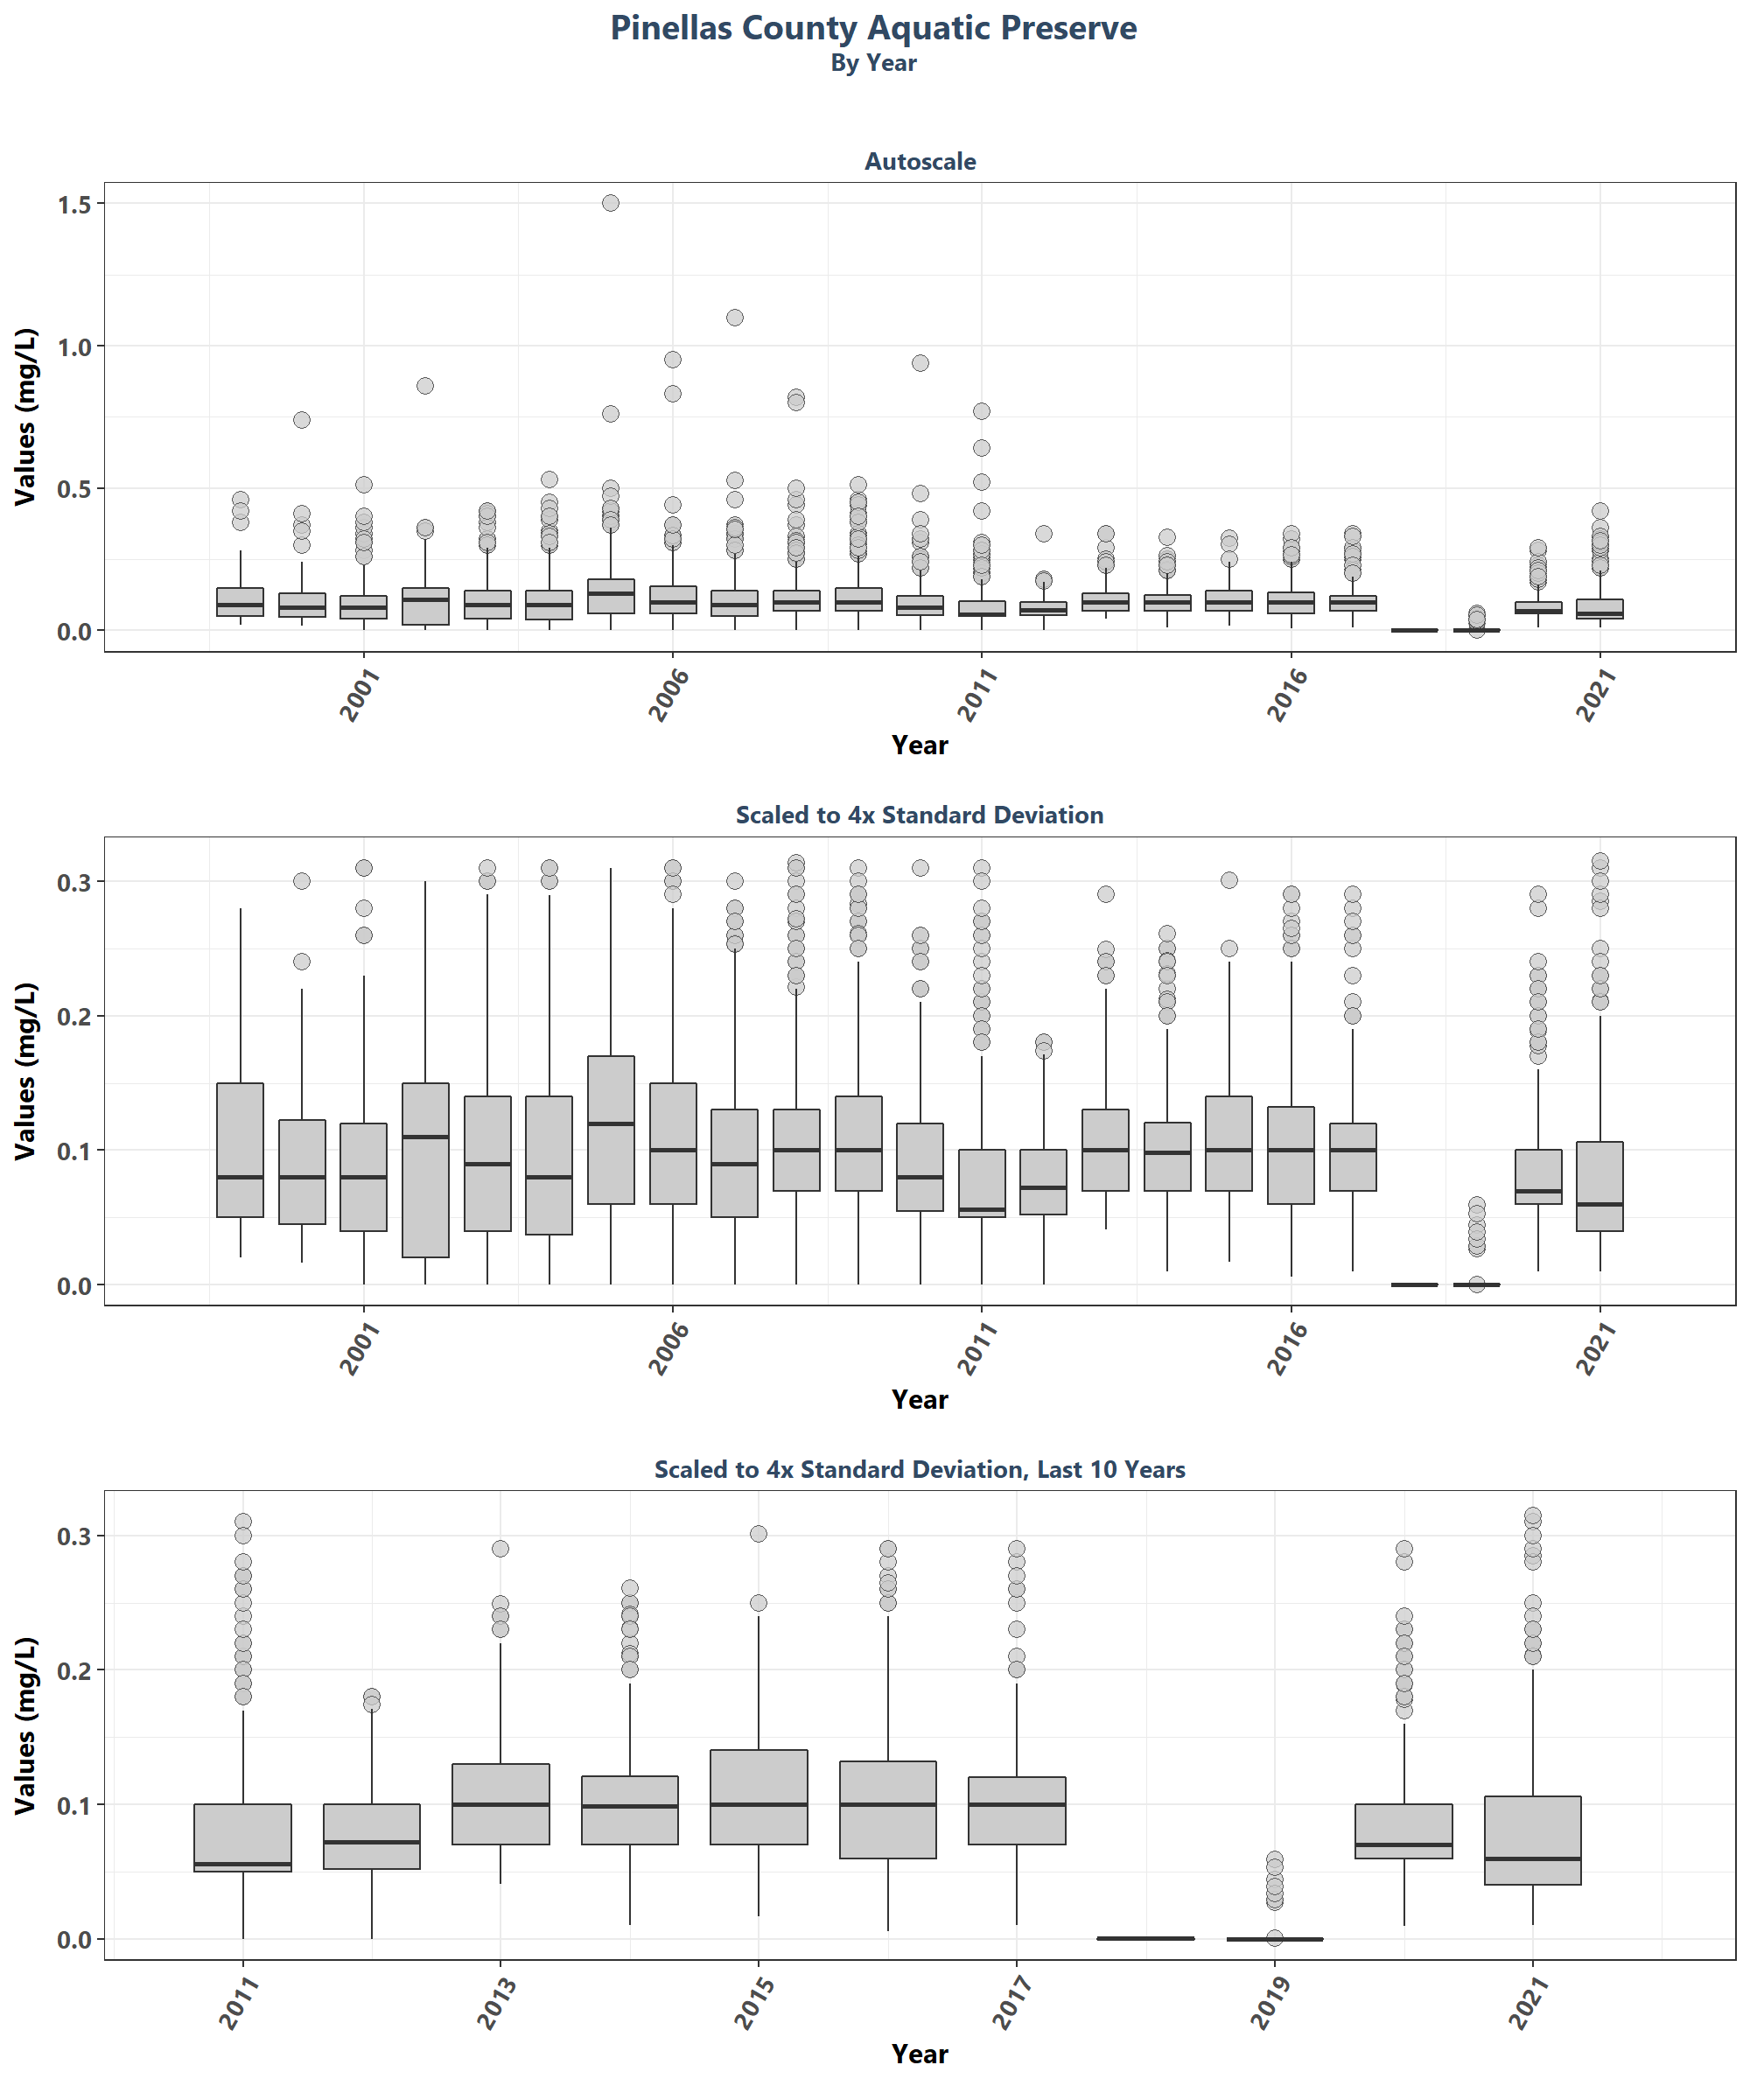 Pinellas County Aquatic Preserve
By Year
Autoscale
Values (mg/L)
1.5
1.0
0.5
0.0
2001 2006 2011 2016 2021
Year
Scaled to 4x Standard Deviation
Values (mg/L)
0.3
0.2
0.1
0.0
2001 2006 2011 2016 2021
Year
Scaled to 4x Standard Deviation, Last 10 Years
Values (mg/L)
0.3
0.2
0.1
0.0
2011 2013 2015 2017 2019 2021
Year